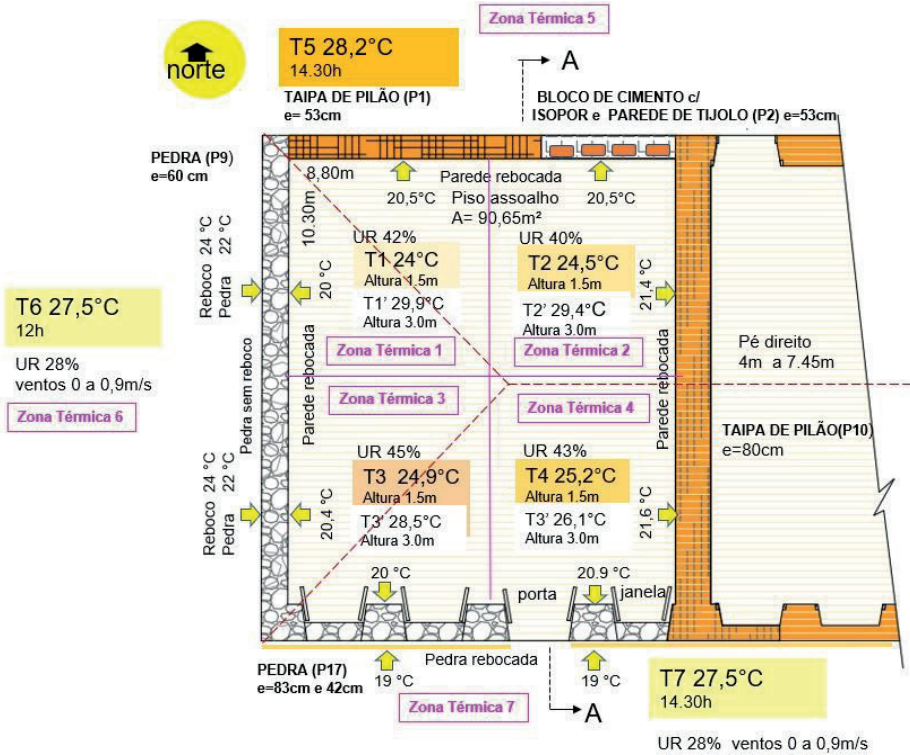 Zona Térmica 5
norte
T5 28,2°C
14.30h
A
TAIPA DE PILÃO (P1)
e= 53cm
BLOCO DE CIMENTO c/
ISOPOR e PAREDE DE TIJOLO (P2) e=53cm
PEDRA (P9)
e=60 cm
8,80m
10.30m
Parede rebocada
20,5°C
Piso assoalho
20,5°C
A= 90,65m²
Reboco 24 °C
Pedra 22 °C
20 °C
UR 42%
T1 24°C
Altura 1.5m
T1' 29,9°C
Altura 3.0m
UR 40%
T2 24,5°C
Altura 1.5m
T2' 29,4°C
Altura 3.0m
21,4 °C
T6 27,5°C
12h
UR 28%
ventos 0 a 0,9m/s
Zona Térmica 6
Pedra sem reboco
Parede rebocada
Zona Térmica 1
Zona Térmica 2
Parede rebocada
Pé direito
4m a 7.45m
Zona Térmica 3
Zona Térmica 4
TAIPA DE PILÃO(P10)
e=80cm
Reboco 24 °C
Pedra 22 °C
20,4 °C
UR 45%
T3 24,9°C
Altura 1.5m
T3' 28,5°C
Altura 3.0m
UR 43%
T4 25,2°C
Altura 1.5m
T3' 26,1°C
Altura 3.0m
21,6 °C
20 °C
20.9 °C
porta
janela
PEDRA (P17)
e=83cm e 42cm
19 °C
Pedra rebocada
19 °C
Zona Térmica 7
A
T7 27,5°C
14.30h
UR 28% ventos 0 a 0,9m/s